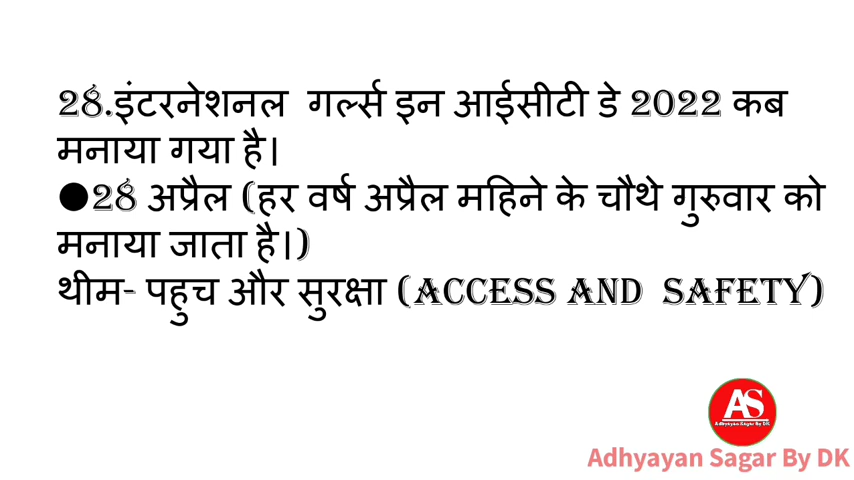 28.इंटरनेशनल गर्ल्स इन आईसीटी डे 2022 कब
मनाया गया है।
●28 अप्रैल (हर वर्ष अप्रैल महिने के चौथे गुरुवार को
मनाया जाता है।)
थीम- पहुच और सुरक्षा (ACCESS AND SAFETY)
AS
Adhyayan Sagar By DK
Adhyayan Sagar By DK